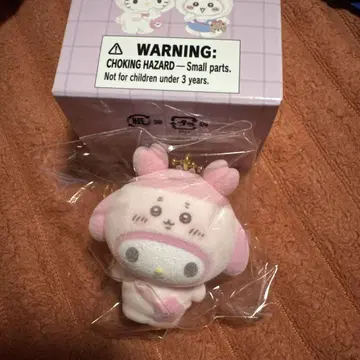 WARNING:
CHOKING HAZARD — Small parts.
Not for children under 3 years.